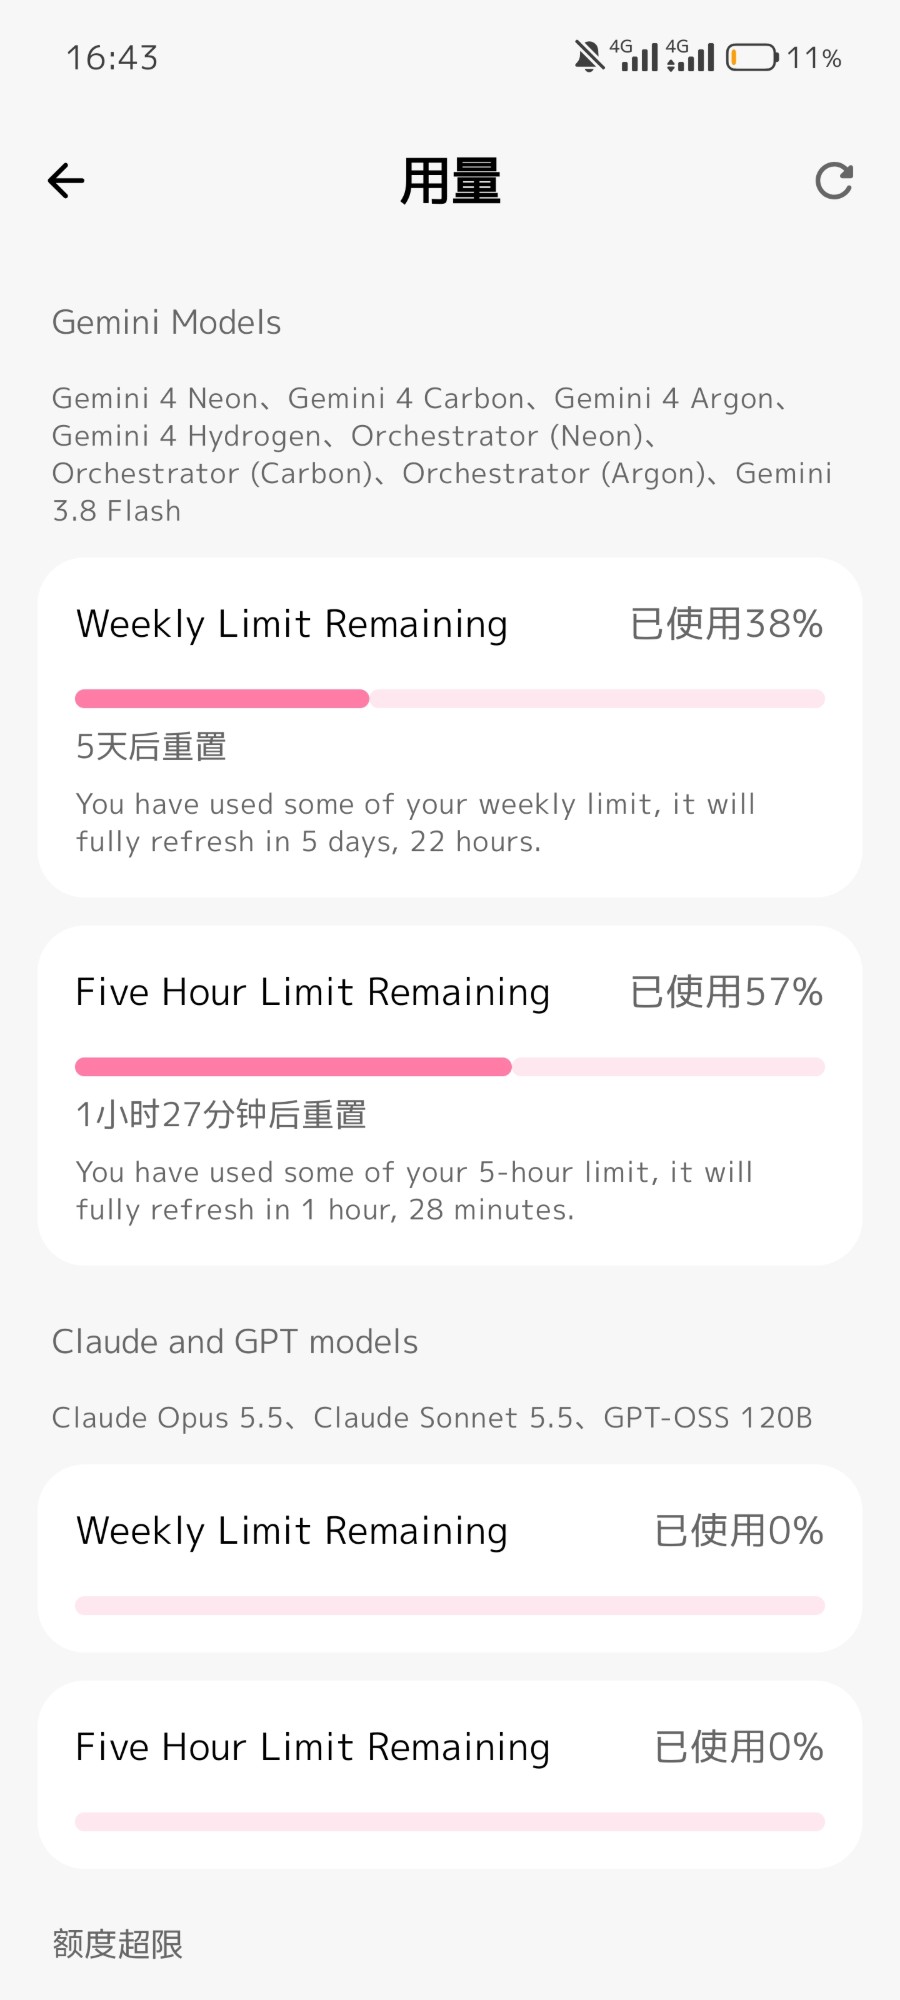 16:43
4G 4G 11%
用量
Gemini Models
Gemini 4 Neon、Gemini 4 Carbon、Gemini 4 Argon、
Gemini 4 Hydrogen、Orchestrator (Neon)、
Orchestrator (Carbon)、Orchestrator (Argon)、Gemini
3.8 Flash
Weekly Limit Remaining 已使用38%
5天后重置
You have used some of your weekly limit, it will
fully refresh in 5 days, 22 hours.
Five Hour Limit Remaining 已使用57%
1小时27分钟后重置
You have used some of your 5-hour limit, it will
fully refresh in 1 hour, 28 minutes.
Claude and GPT models
Claude Opus 5.5、Claude Sonnet 5.5、GPT-OSS 120B
Weekly Limit Remaining 已使用0%
Five Hour Limit Remaining 已使用0%
额度超限